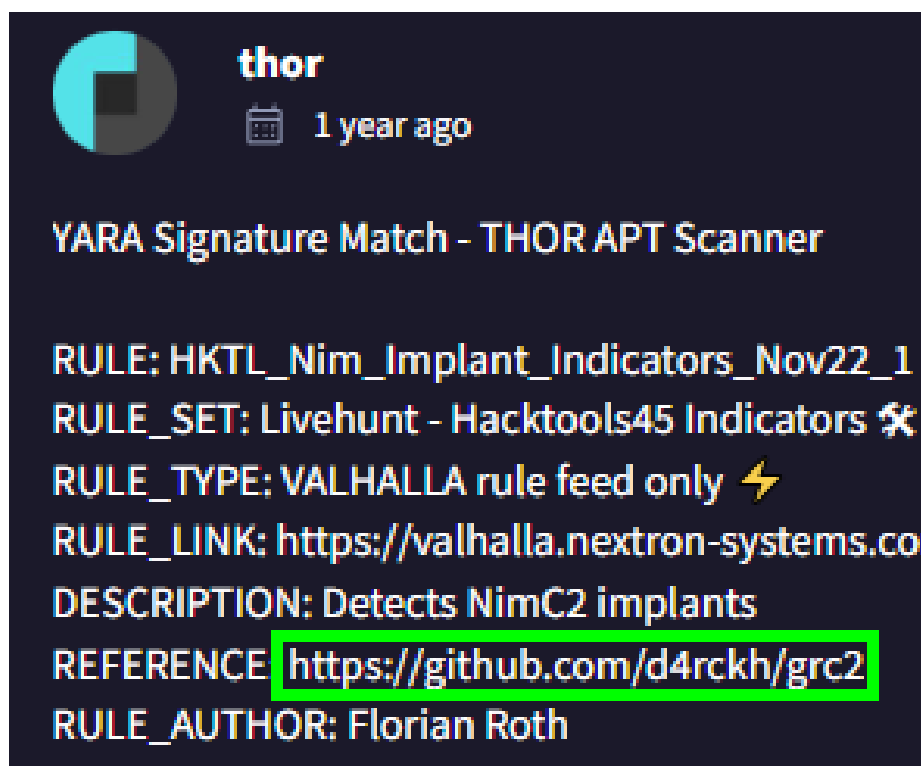 thor
1 year ago
YARA Signature Match - THOR APT Scanner
RULE: HKTL_Nim_Implant_Indicators_Nov22_1
RULE_SET: Livehunt - Hacktools45 Indicators 🛠
RULE_TYPE: VALHALLA rule feed only ⚡
RULE_LINK: https://valhalla.nextron-systems.co
DESCRIPTION: Detects NimC2 implants
REFERENCE: https://github.com/d4rckh/grc2
RULE_AUTHOR: Florian Roth